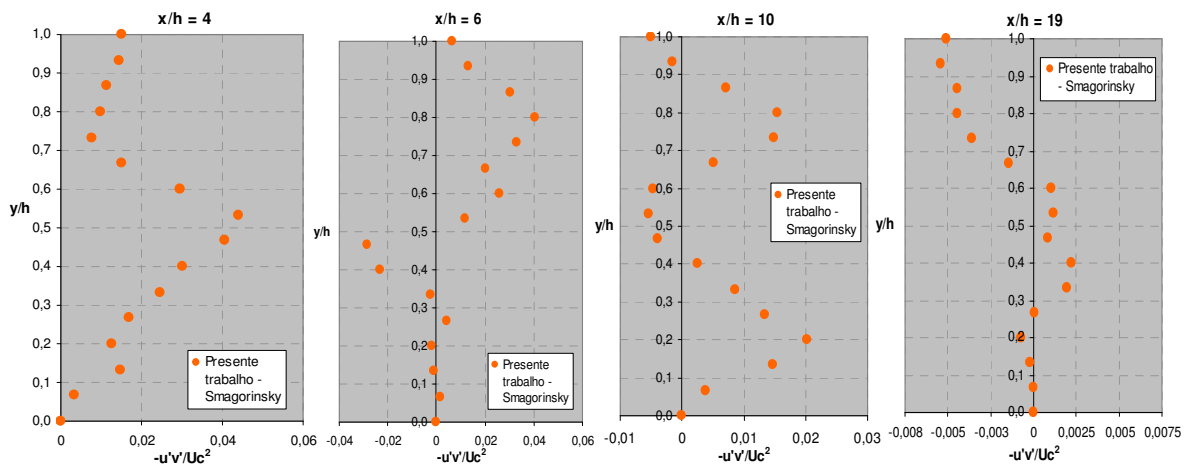 x/h = 4
1,0
0,9
0,8
0,7
0,6
y/h
0,5
0,4
0,3
0,2
0,1
0,0
0
0,02
0,04
0,06
-u'v'/Uc²
Presente
trabalho -
Smagorinsky
x/h = 6
1,0
0,9
0,8
0,7
0,6
y/h
0,5
0,4
0,3
0,2
0,1
0,0
-0,04
-0,02
0
0,02
0,04
0,06
-u'v'/Uc²
Presente
trabalho -
Smagorinsky
x/h = 10
1,0
0,9
0,8
0,7
0,6
y/h
0,5
0,4
0,3
0,2
0,1
0,0
-0,01
0
0,01
0,02
0,03
-u'v'/Uc²
Presente
trabalho -
Smagorinsky
x/h = 19
1,0
0,9
0,8
0,7
0,6
y/h
0,5
0,4
0,3
0,2
0,1
0,0
-0,008
-0,005
-0,003
0
0,0025
0,005
0,0075
-u'v'/Uc²
Presente trabalho
- Smagorinsky